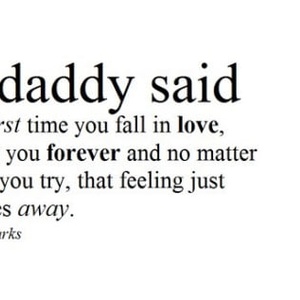 daddy said
rst time you fall in love,
you forever and no matter
you try, that feeling just
es away.
arks